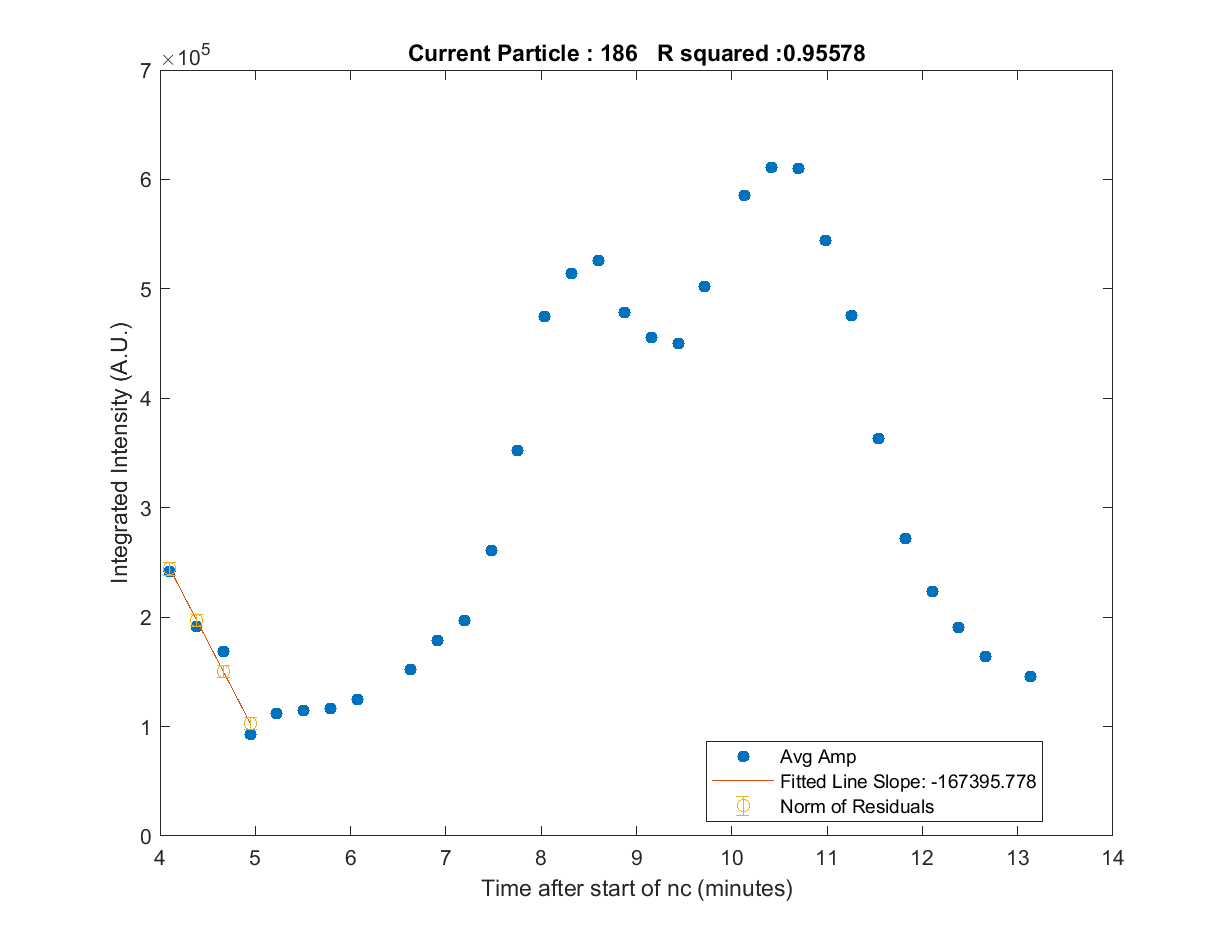 Current Particle : 186   R squared :0.95578
×10^5
7
6
5
4
3
2
1
0
4 5 6 7 8 9 10 11 12 13 14
Integrated Intensity (A.U.)
Time after start of nc (minutes)
Avg Amp
Fitted Line Slope: -167395.778
Norm of Residuals